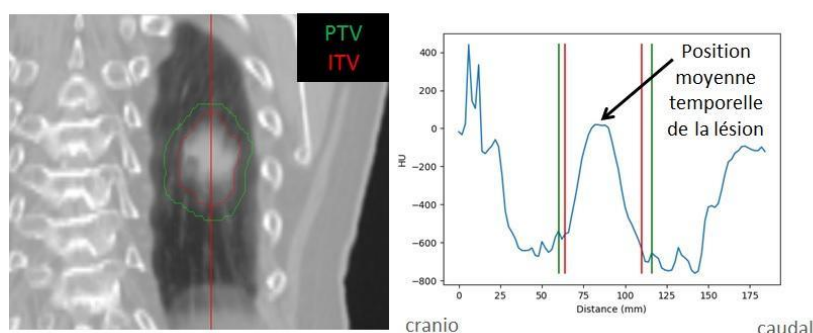 PTV
ITV
Position
moyenne
temporelle
de la lésion
400
200
0
−200
−400
−600
−800
HU
0
25
50
75
100
125
150
175
Distance (mm)
cranio
caudal